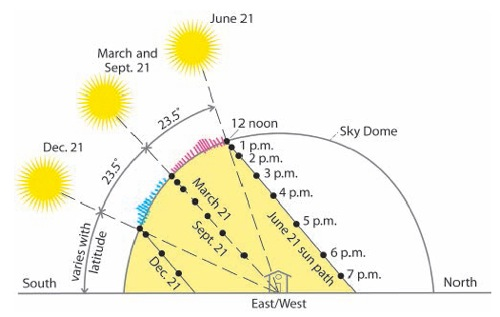 June 21
March and
Sept. 21
Dec. 21
23.5°
23.5°
varies with
latitude
12 noon
1 p.m.
2 p.m.
3 p.m.
4 p.m.
5 p.m.
6 p.m.
7 p.m.
Sky Dome
March 21
Sept. 21
Dec. 21
June 21 sun path
South
North
East/West